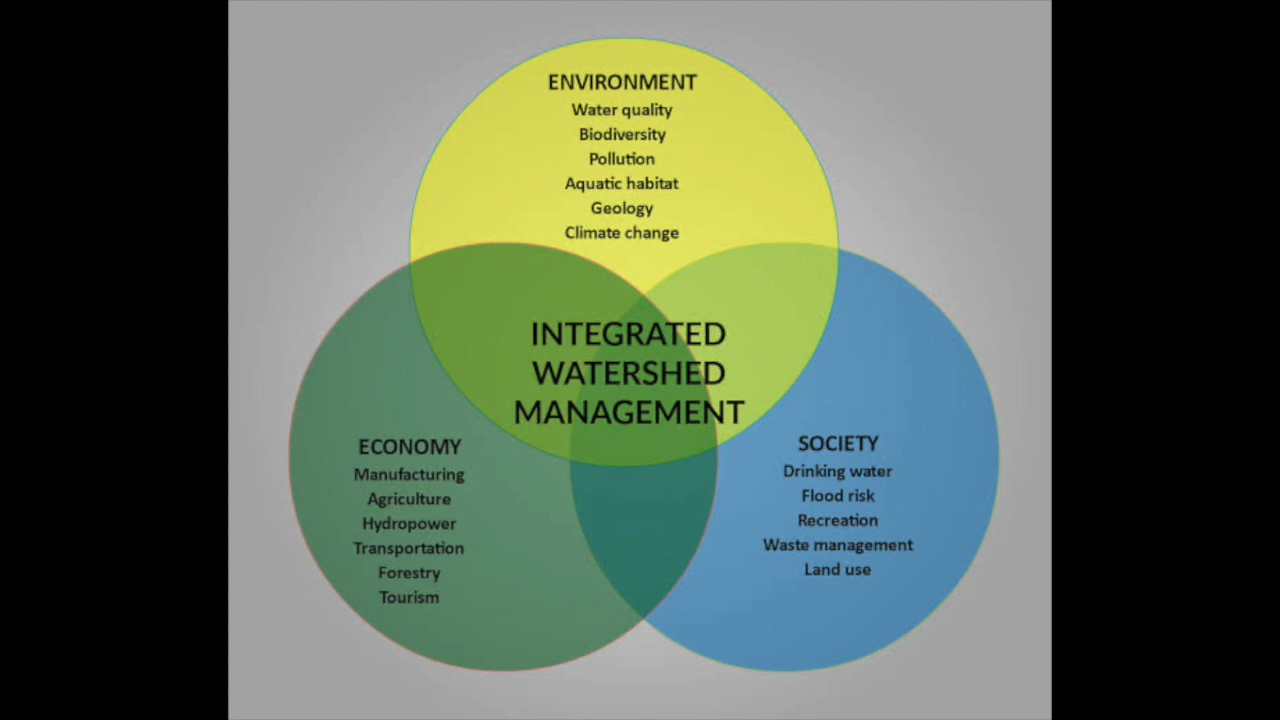 ENVIRONMENT
Water quality
Biodiversity
Pollution
Aquatic habitat
Geology
Climate change
INTEGRATED
WATERSHED
MANAGEMENT
ECONOMY
Manufacturing
Agriculture
Hydropower
Transportation
Forestry
Tourism
SOCIETY
Drinking water
Flood risk
Recreation
Waste management
Land use